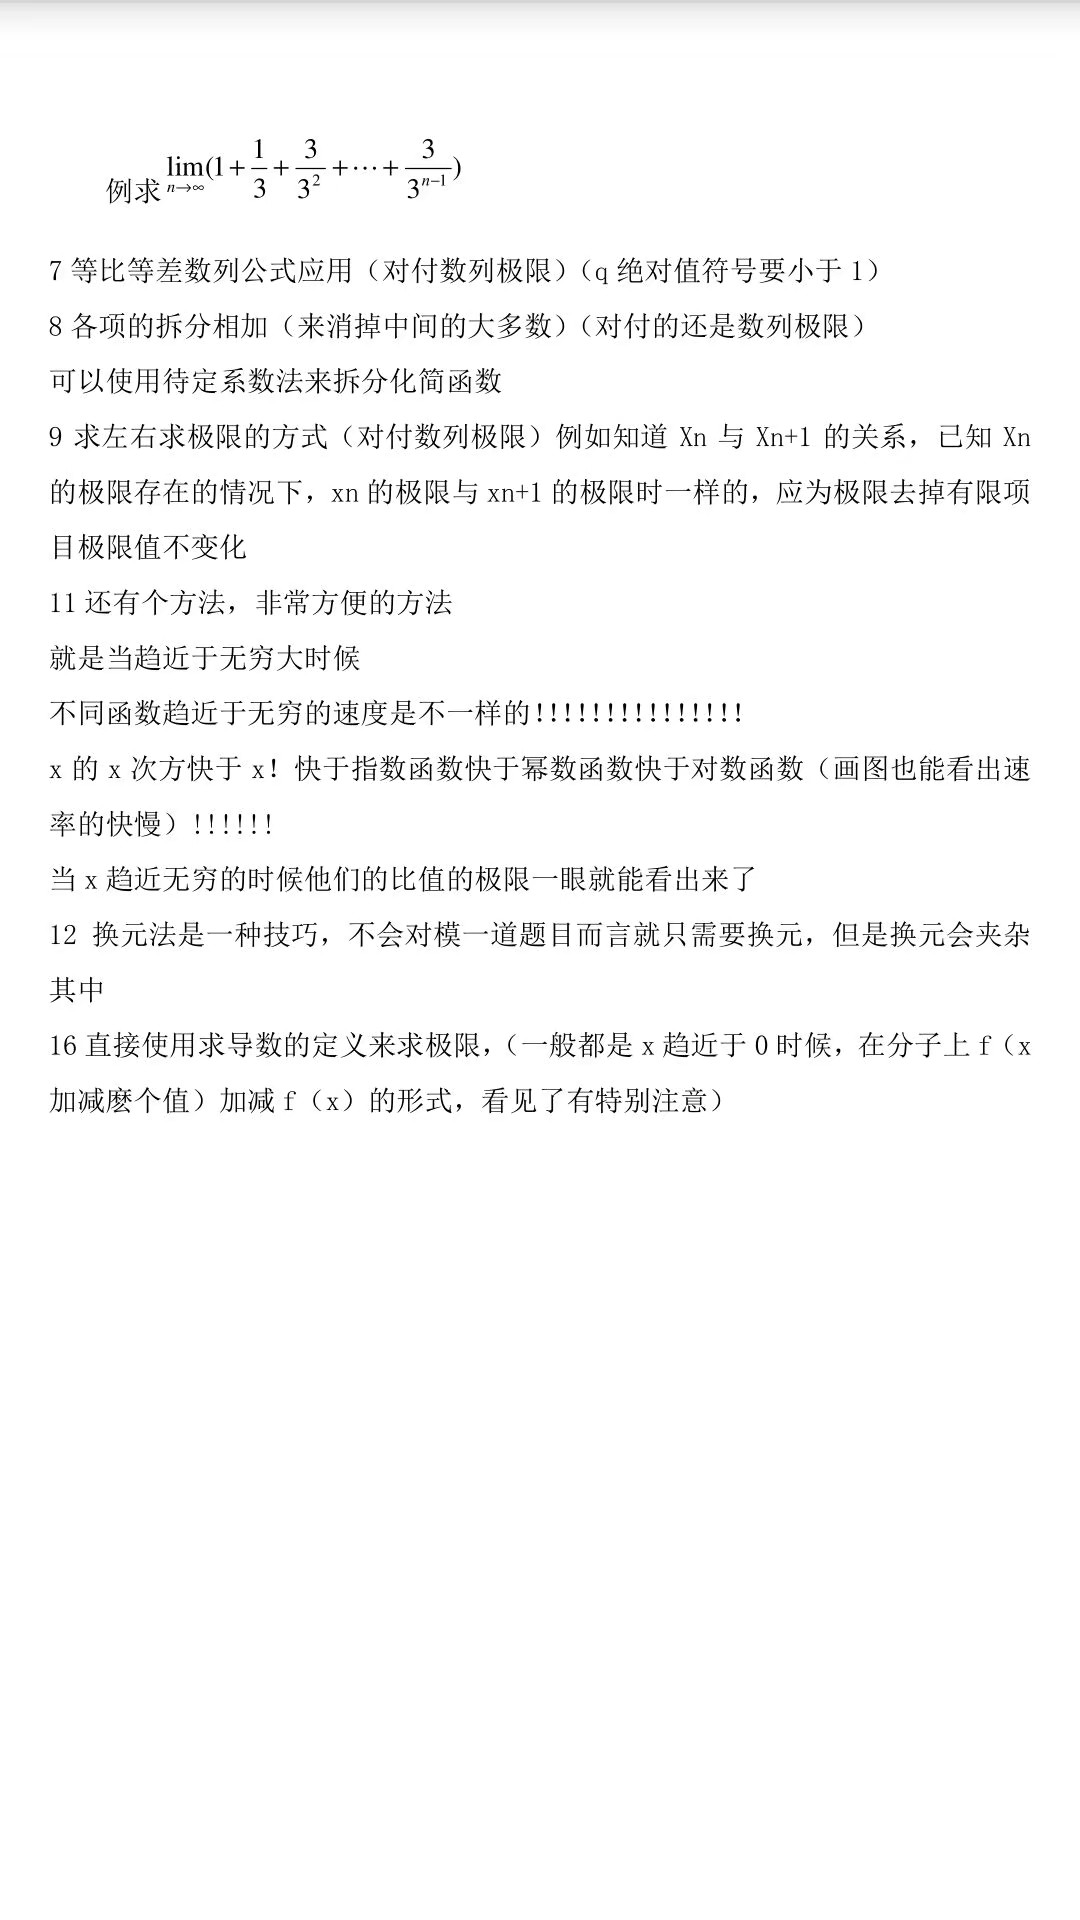 例求 lim(1+1/3+3/3²+⋯+3/3ⁿ⁻¹) n→∞
7 等比等差数列公式应用（对付数列极限）（q 绝对值符号要小于 1）
8 各项的拆分相加（来消掉中间的大多数）（对付的还是数列极限）
可以使用待定系数法来拆分化简函数
9 求左右求极限的方式（对付数列极限）例如知道 Xn 与 Xn+1 的关系，已知 Xn
的极限存在的情况下，xn 的极限与 xn+1 的极限时一样的，应为极限去掉有限项
目极限值不变化
11 还有个方法，非常方便的方法
就是当趋近于无穷大时候
不同函数趋近于无穷的速度是不一样的!!!!!!!!!!!!!!!
x 的 x 次方快于 x！快于指数函数快于幂数函数快于对数函数（画图也能看出速
率的快慢）!!!!!!
当 x 趋近无穷的时候他们的比值的极限一眼就能看出来了
12 换元法是一种技巧，不会对模一道题目而言就只需要换元，但是换元会夹杂
其中
16 直接使用求导数的定义来求极限，（一般都是 x 趋近于 0 时候，在分子上 f（x
加减麽个值）加减 f（x）的形式，看见了有特别注意）